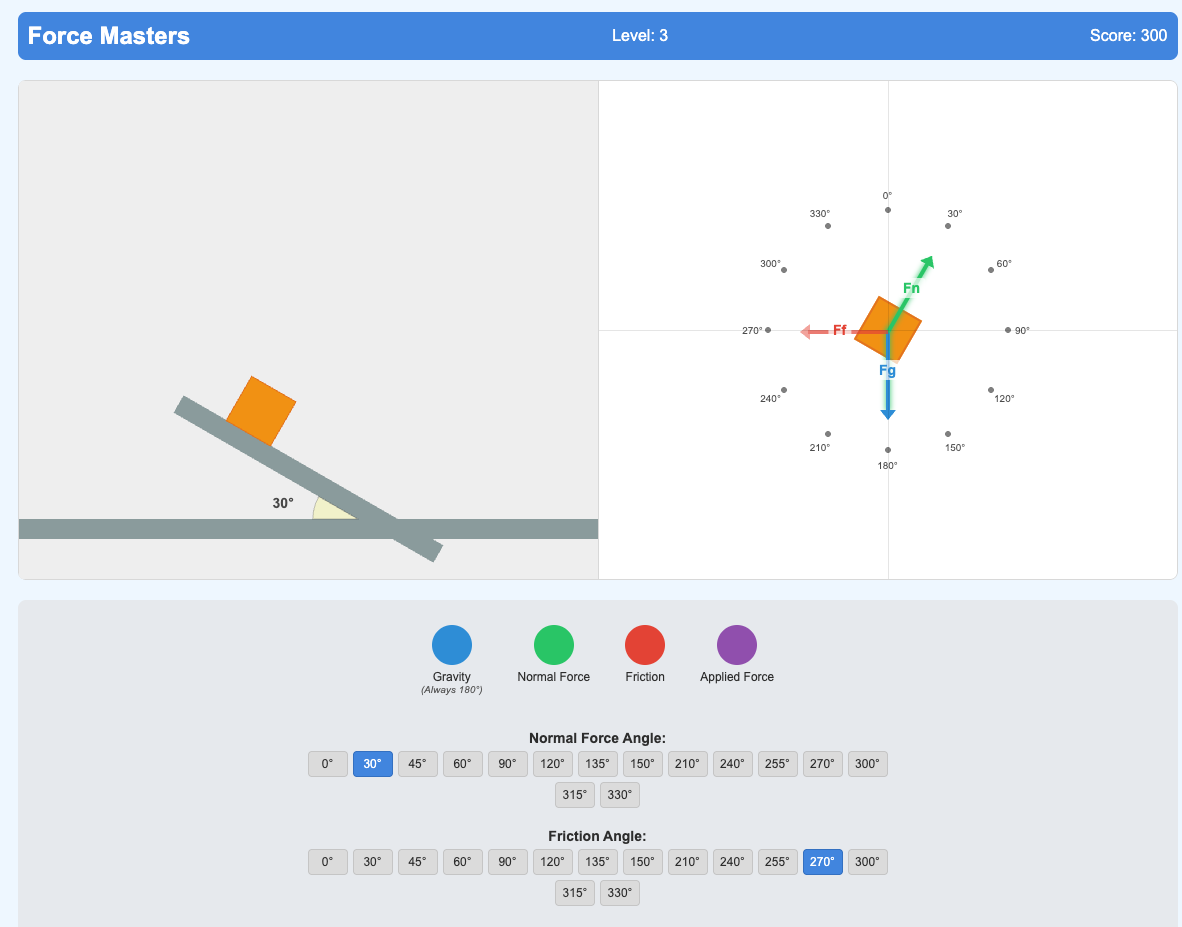 Force Masters Level: 3 Score: 300
0°
330° 30°
300° 60°
Fn
270° Ff 90°
Fg
240° 120°
210° 150°
180°
30°
Gravity Normal Force Friction Applied Force
(Always 180°)
Normal Force Angle:
0° 30° 45° 60° 90° 120° 135° 150° 210° 240° 255° 270° 300°
315° 330°
Friction Angle:
0° 30° 45° 60° 90° 120° 135° 150° 210° 240° 255° 270° 300°
315° 330°